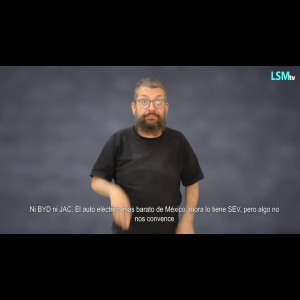 LSMtv
Ni BYD ni JAC. El auto eléctrico más barato de México ahora lo tiene SEV, pero algo no
nos convence